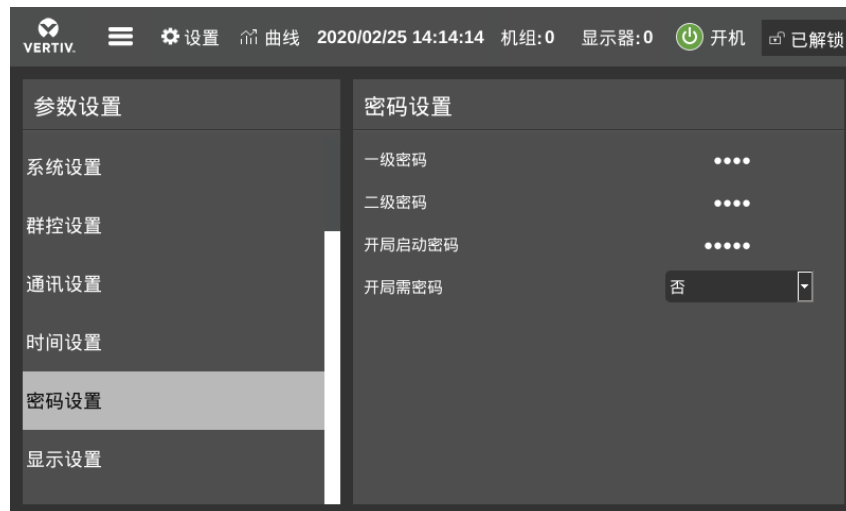 VERTIV.
设置 曲线 2020/02/25 14:14:14 机组:0 显示器:0 开机 已解锁
参数设置
系统设置
群控设置
通讯设置
时间设置
密码设置
显示设置
密码设置
一级密码 ••••
二级密码 ••••
开局启动密码 •••••
开局需密码 否